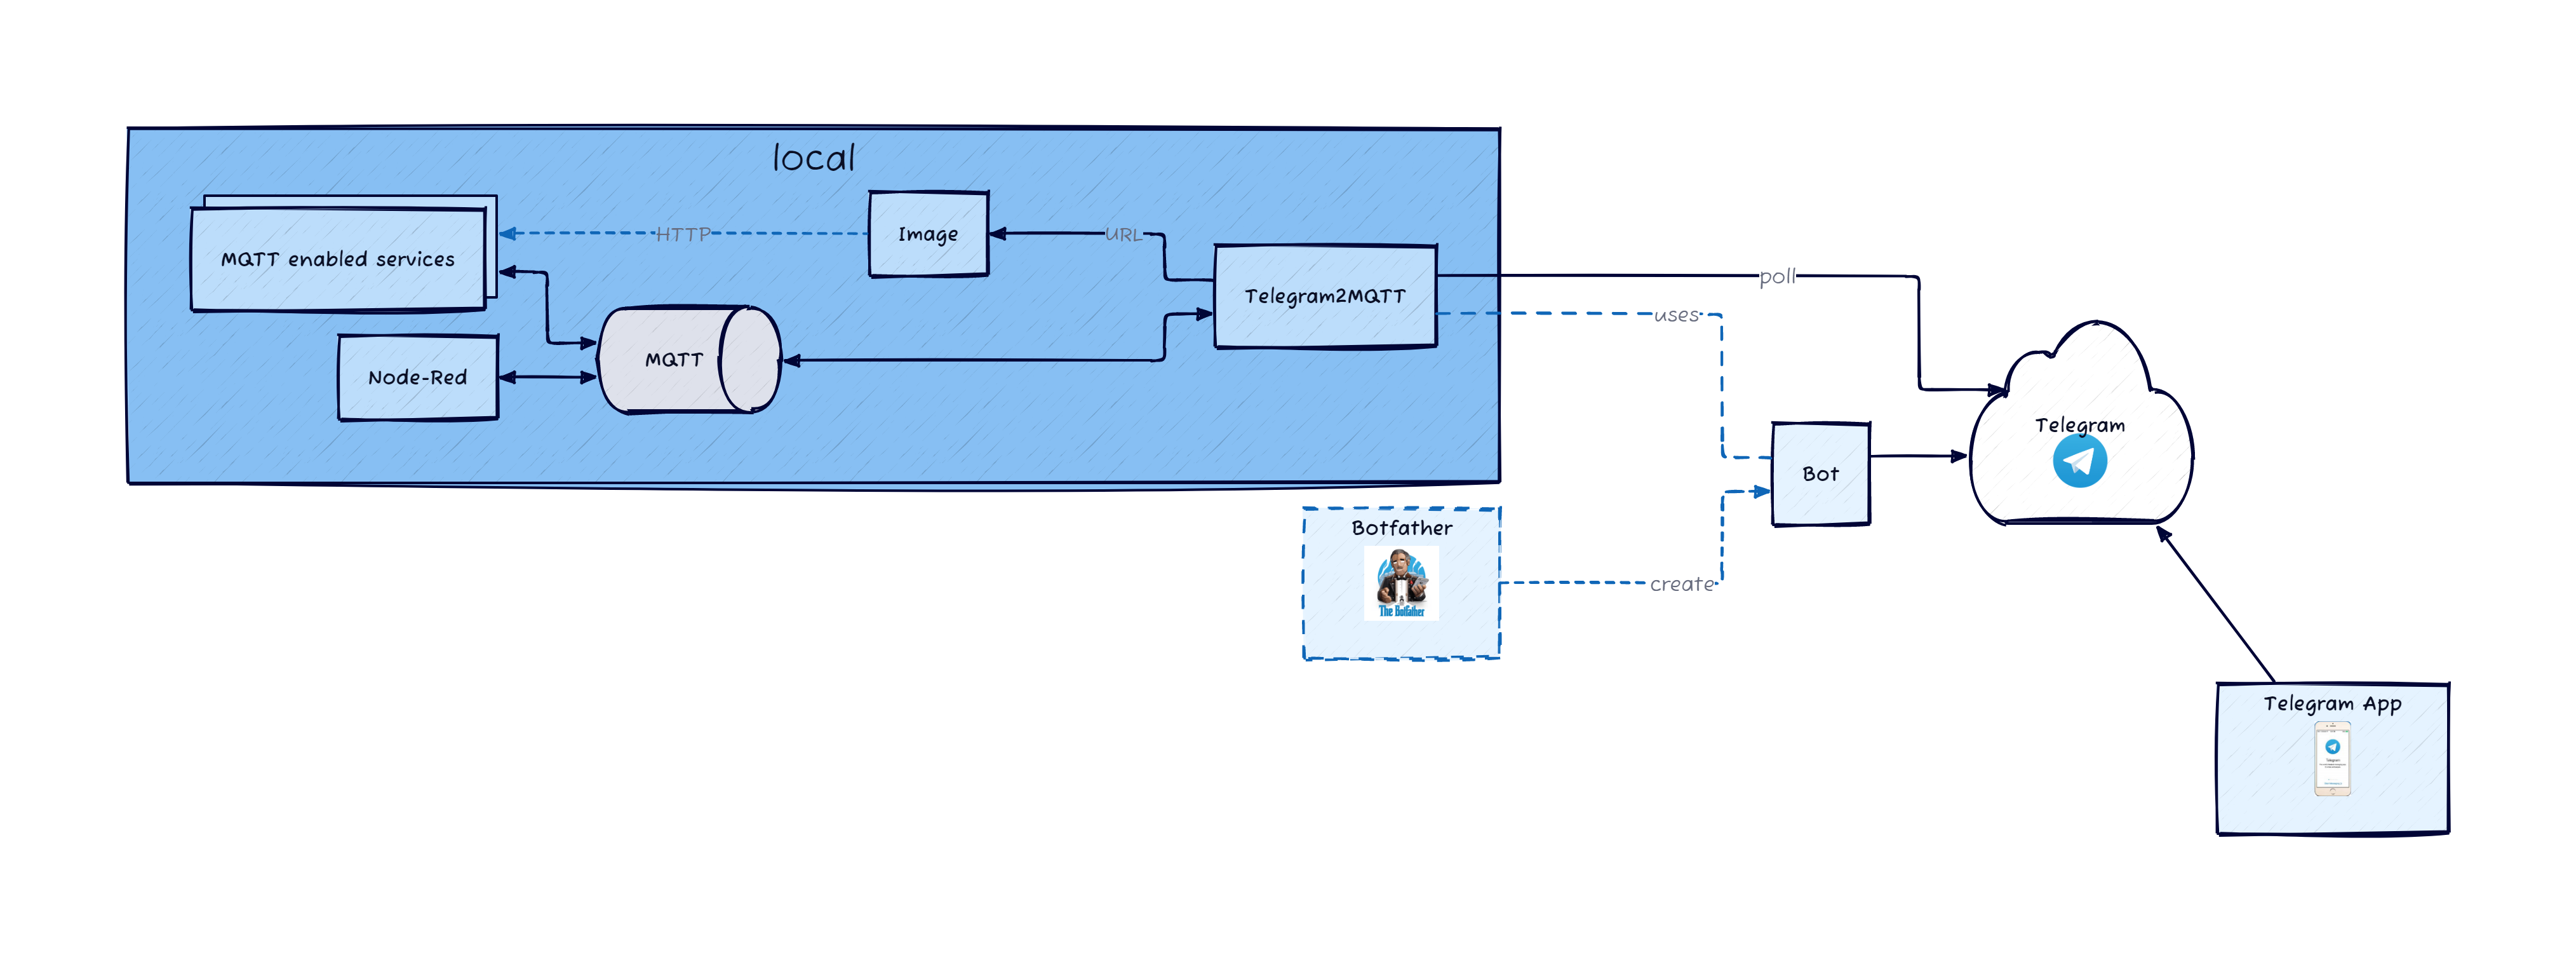 local
HTTP
Image
URL
MQTT enabled services
Telegram2MQTT
poll
uses
MQTT
Node-Red
Telegram
Bot
Botfather
The Botfather
create
Telegram App
Telegram